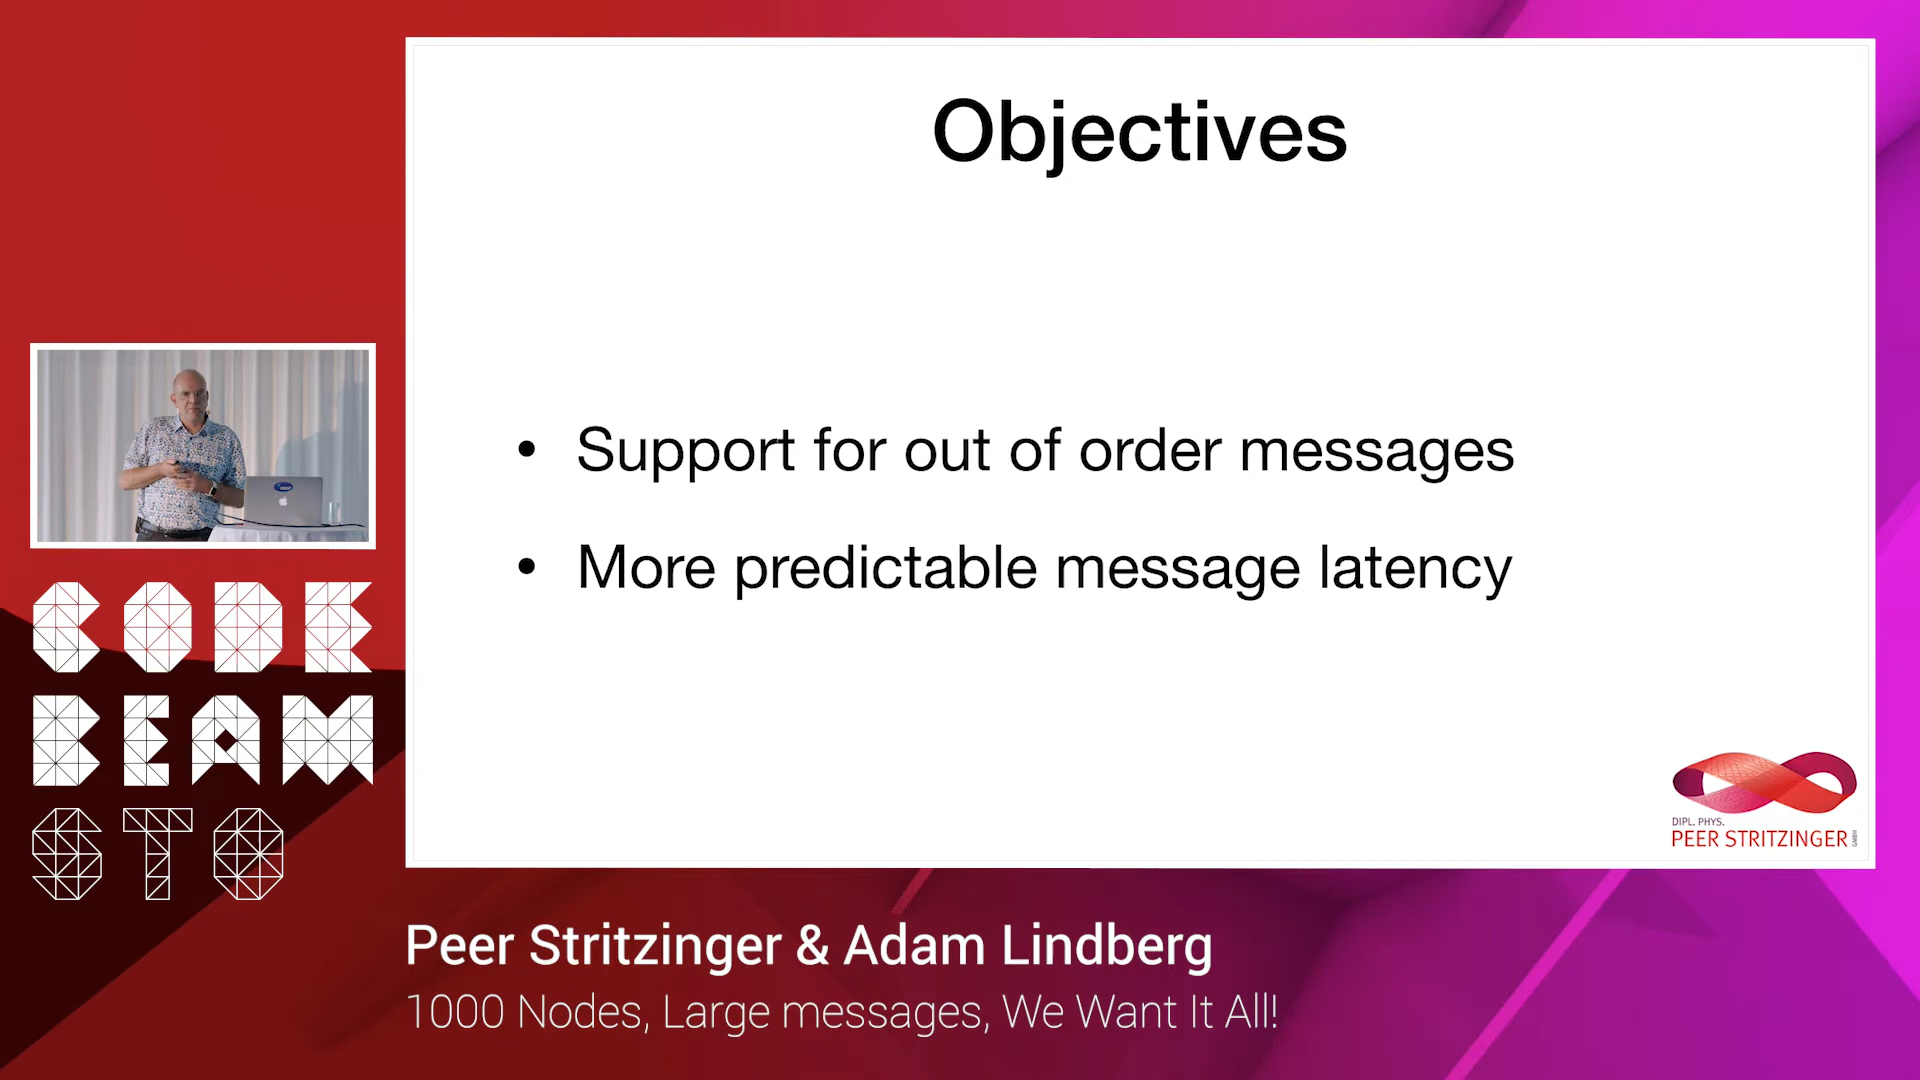 Objectives
• Support for out of order messages
• More predictable message latency
DIPL. PHYS.
PEER STRITZINGER GMBH
CODE
BEAM
STO
Peer Stritzinger & Adam Lindberg
1000 Nodes, Large messages, We Want It All!